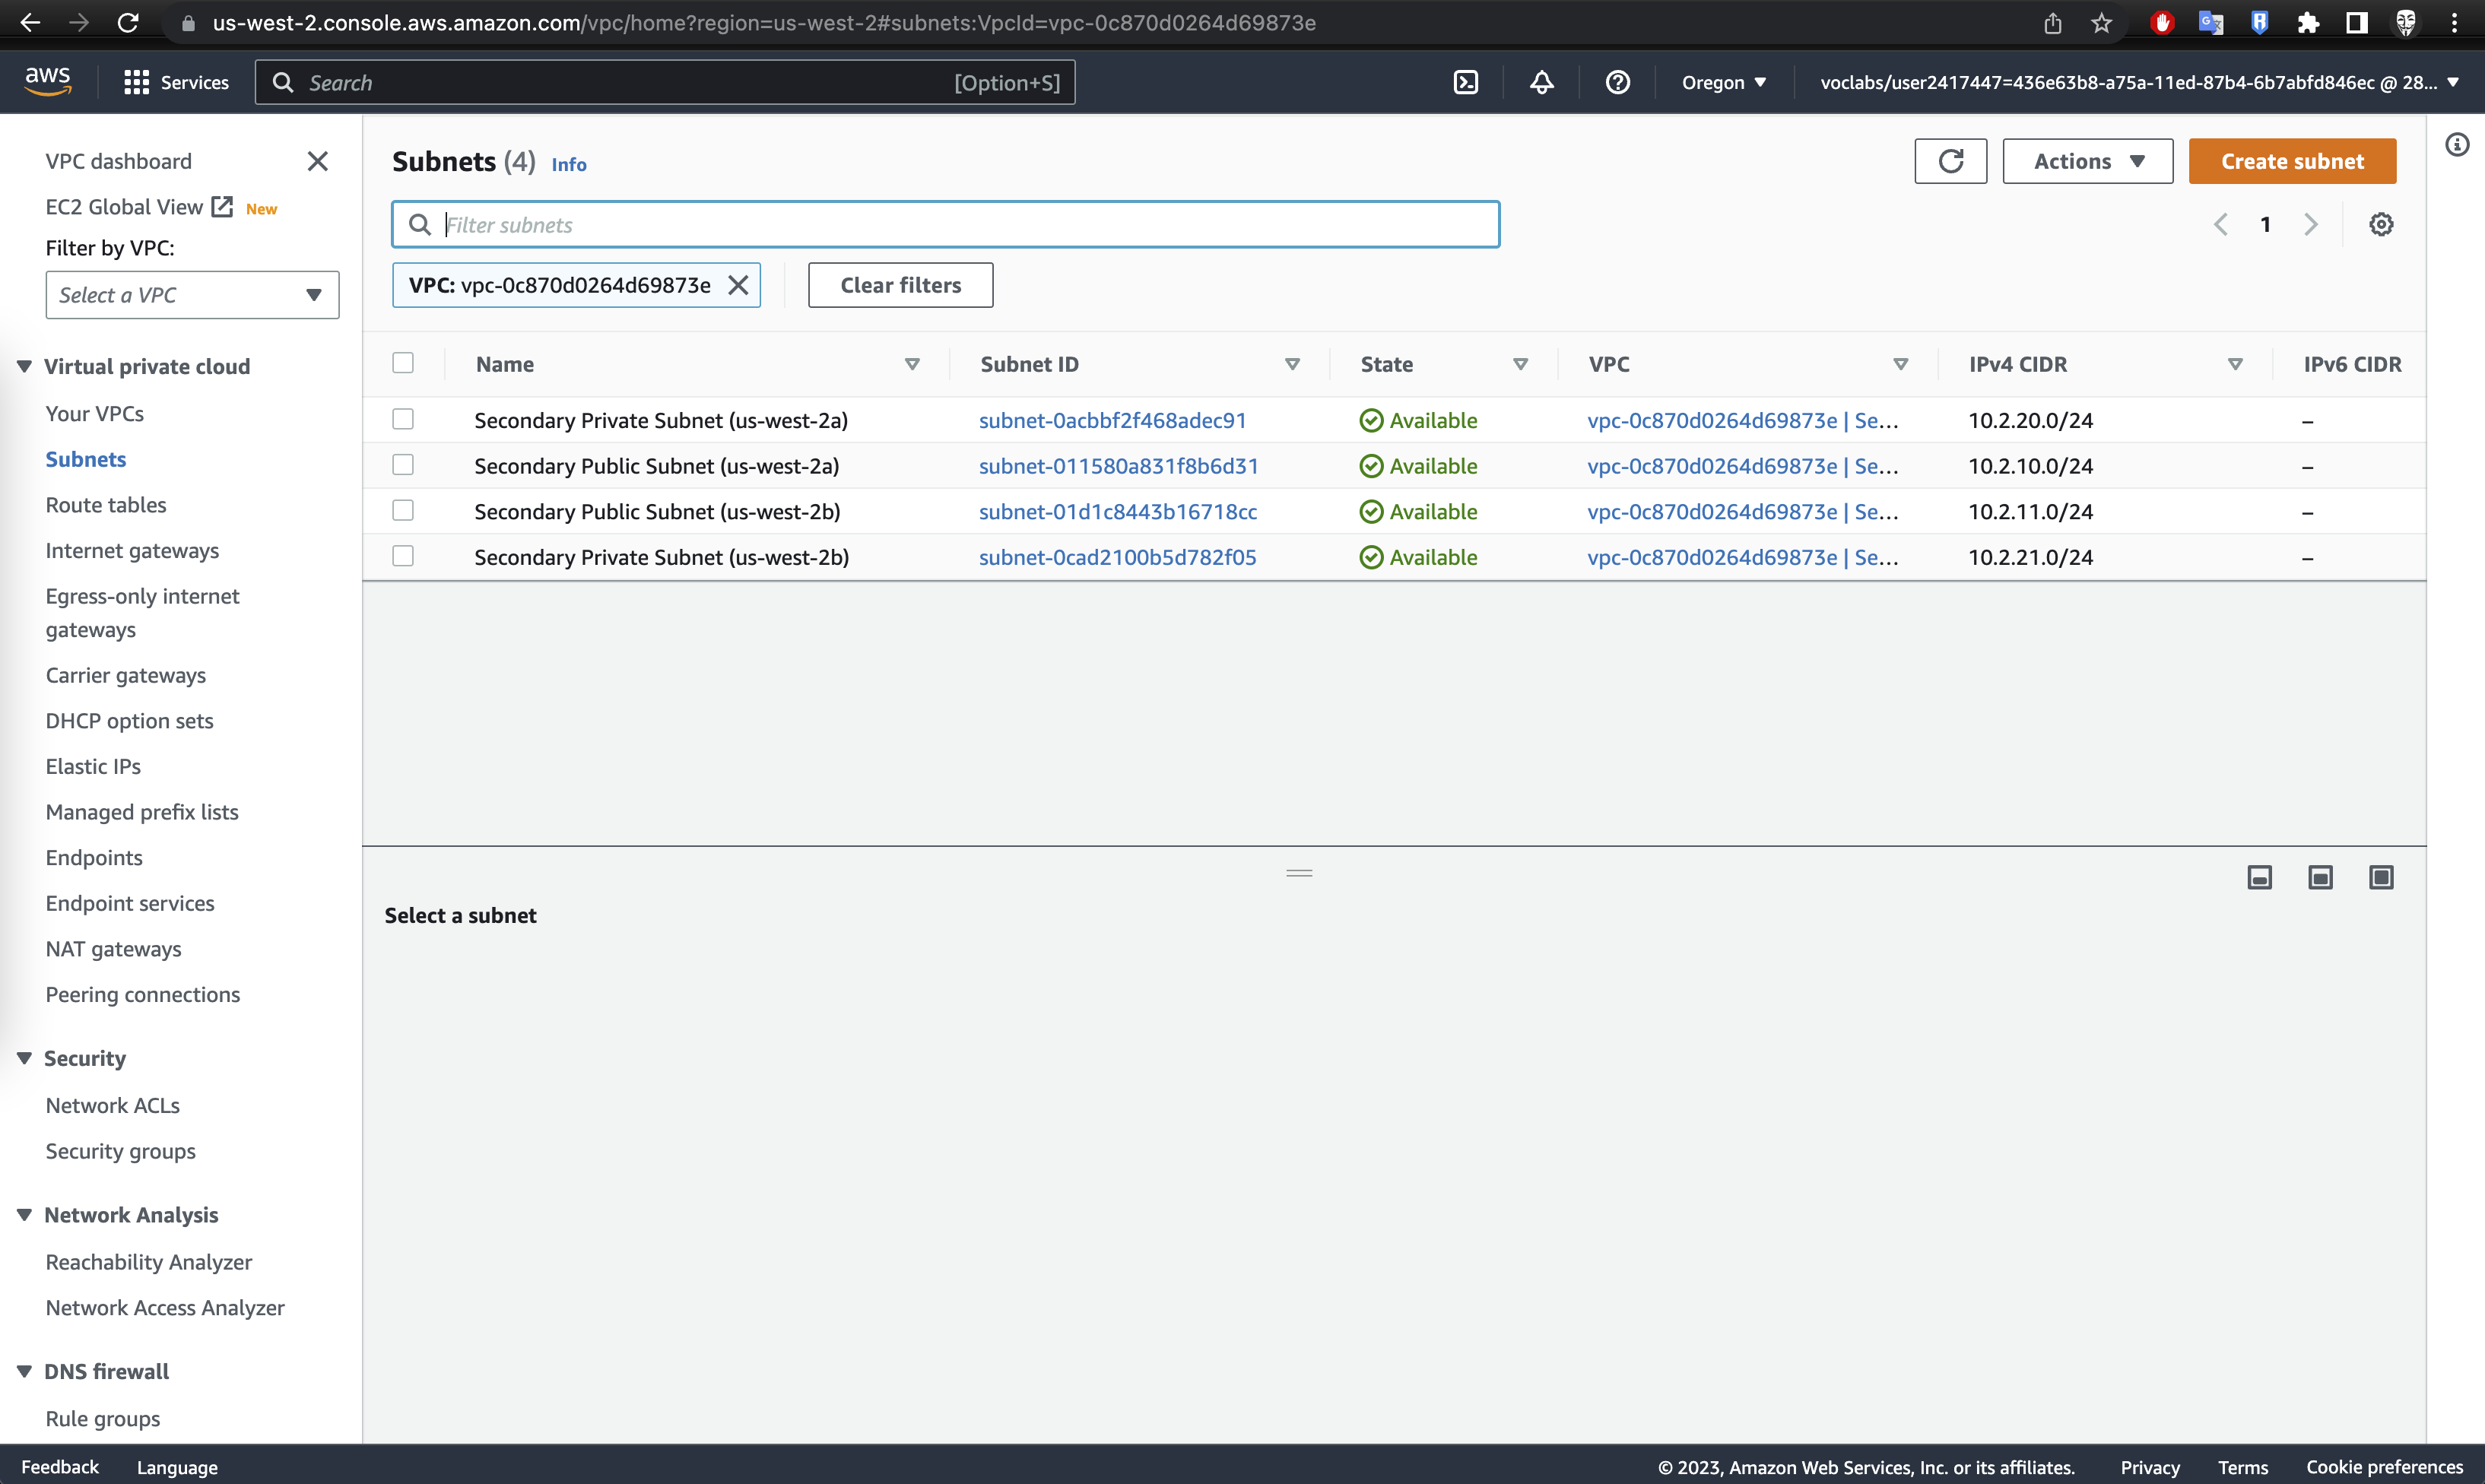 us-west-2.console.aws.amazon.com/vpc/home?region=us-west-2#subnets:VpcId=vpc-0c870d0264d69873e
aws Services Search [Option+S] Oregon voclabs/user2417447=436e63b8-a75a-11ed-87b4-6b7abfd846ec @ 28...
VPC dashboard
EC2 Global View New
Filter by VPC:
Select a VPC
Virtual private cloud
Your VPCs
Subnets
Route tables
Internet gateways
Egress-only internet
gateways
Carrier gateways
DHCP option sets
Elastic IPs
Managed prefix lists
Endpoints
Endpoint services
NAT gateways
Peering connections
Security
Network ACLs
Security groups
Network Analysis
Reachability Analyzer
Network Access Analyzer
DNS firewall
Rule groups
Subnets (4) Info
Actions
Create subnet
Filter subnets
1
VPC: vpc-0c870d0264d69873e
Clear filters
Name Subnet ID State VPC IPv4 CIDR IPv6 CIDR
Secondary Private Subnet (us-west-2a) subnet-0acbbf2f468adec91 Available vpc-0c870d0264d69873e | Se... 10.2.20.0/24 –
Secondary Public Subnet (us-west-2a) subnet-011580a831f8b6d31 Available vpc-0c870d0264d69873e | Se... 10.2.10.0/24 –
Secondary Public Subnet (us-west-2b) subnet-01d1c8443b16718cc Available vpc-0c870d0264d69873e | Se... 10.2.11.0/24 –
Secondary Private Subnet (us-west-2b) subnet-0cad2100b5d782f05 Available vpc-0c870d0264d69873e | Se... 10.2.21.0/24 –
Select a subnet
Feedback Language © 2023, Amazon Web Services, Inc. or its affiliates. Privacy Terms Cookie preferences